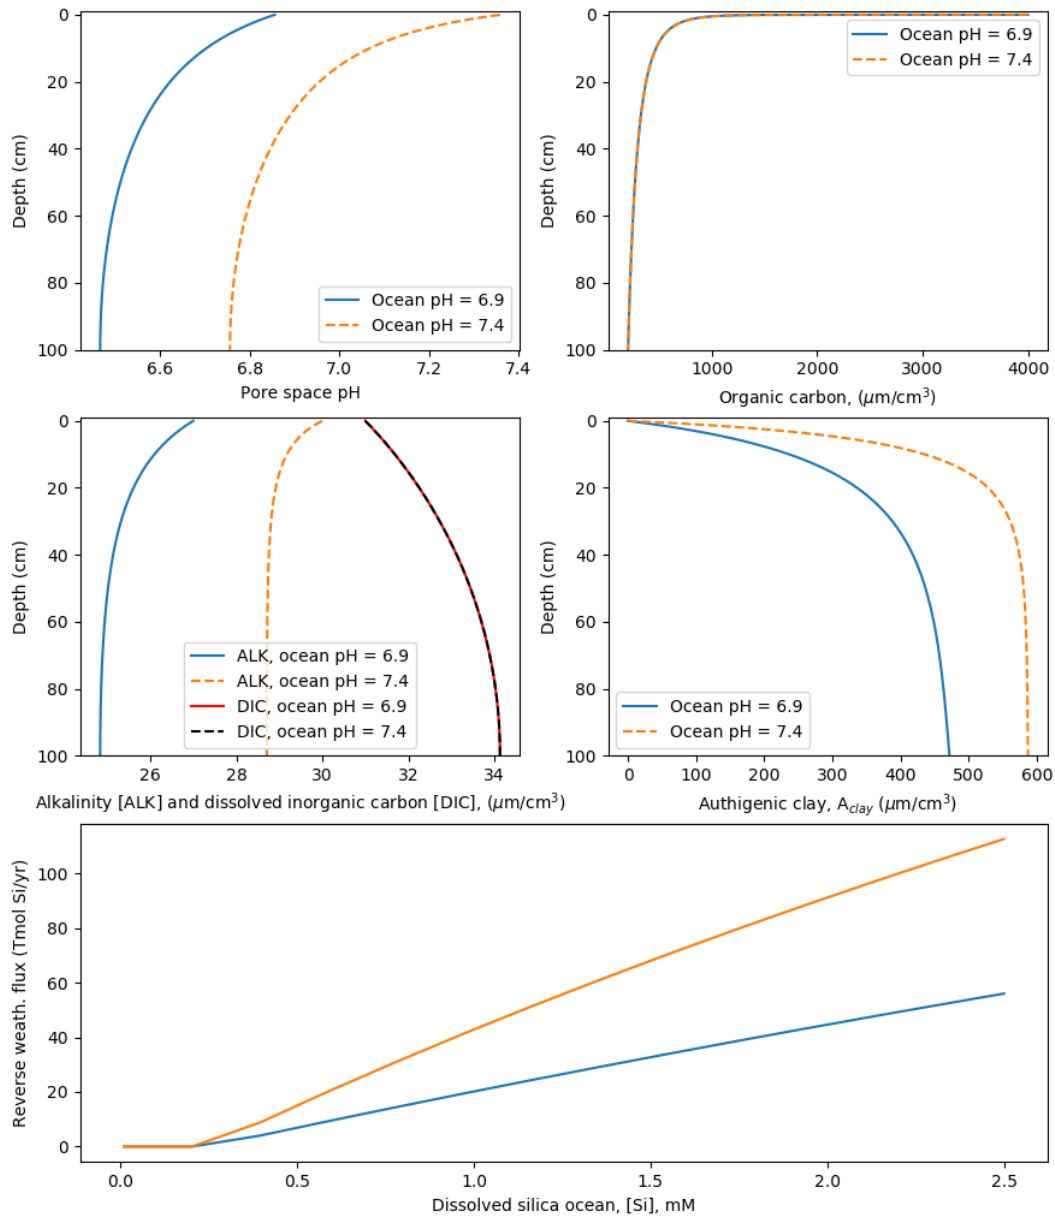 0
20
40
60
80
100
Depth (cm)
Ocean pH = 6.9
Ocean pH = 7.4
6.6
6.8
7.0
7.2
7.4
Pore space pH
0
20
40
60
80
100
Depth (cm)
Ocean pH = 6.9
Ocean pH = 7.4
1000
2000
3000
4000
Organic carbon, (μm/cm³)
0
20
40
60
80
100
Depth (cm)
ALK, ocean pH = 6.9
ALK, ocean pH = 7.4
DIC, ocean pH = 6.9
DIC, ocean pH = 7.4
26
28
30
32
34
Alkalinity [ALK] and dissolved inorganic carbon [DIC], (μm/cm³)
0
20
40
60
80
100
Depth (cm)
Ocean pH = 6.9
Ocean pH = 7.4
0
100
200
300
400
500
600
Authigenic clay, A_clay (μm/cm³)
100
80
60
40
20
0
Reverse weath. flux (Tmol Si/yr)
0.0
0.5
1.0
1.5
2.0
2.5
Dissolved silica ocean, [Si], mM